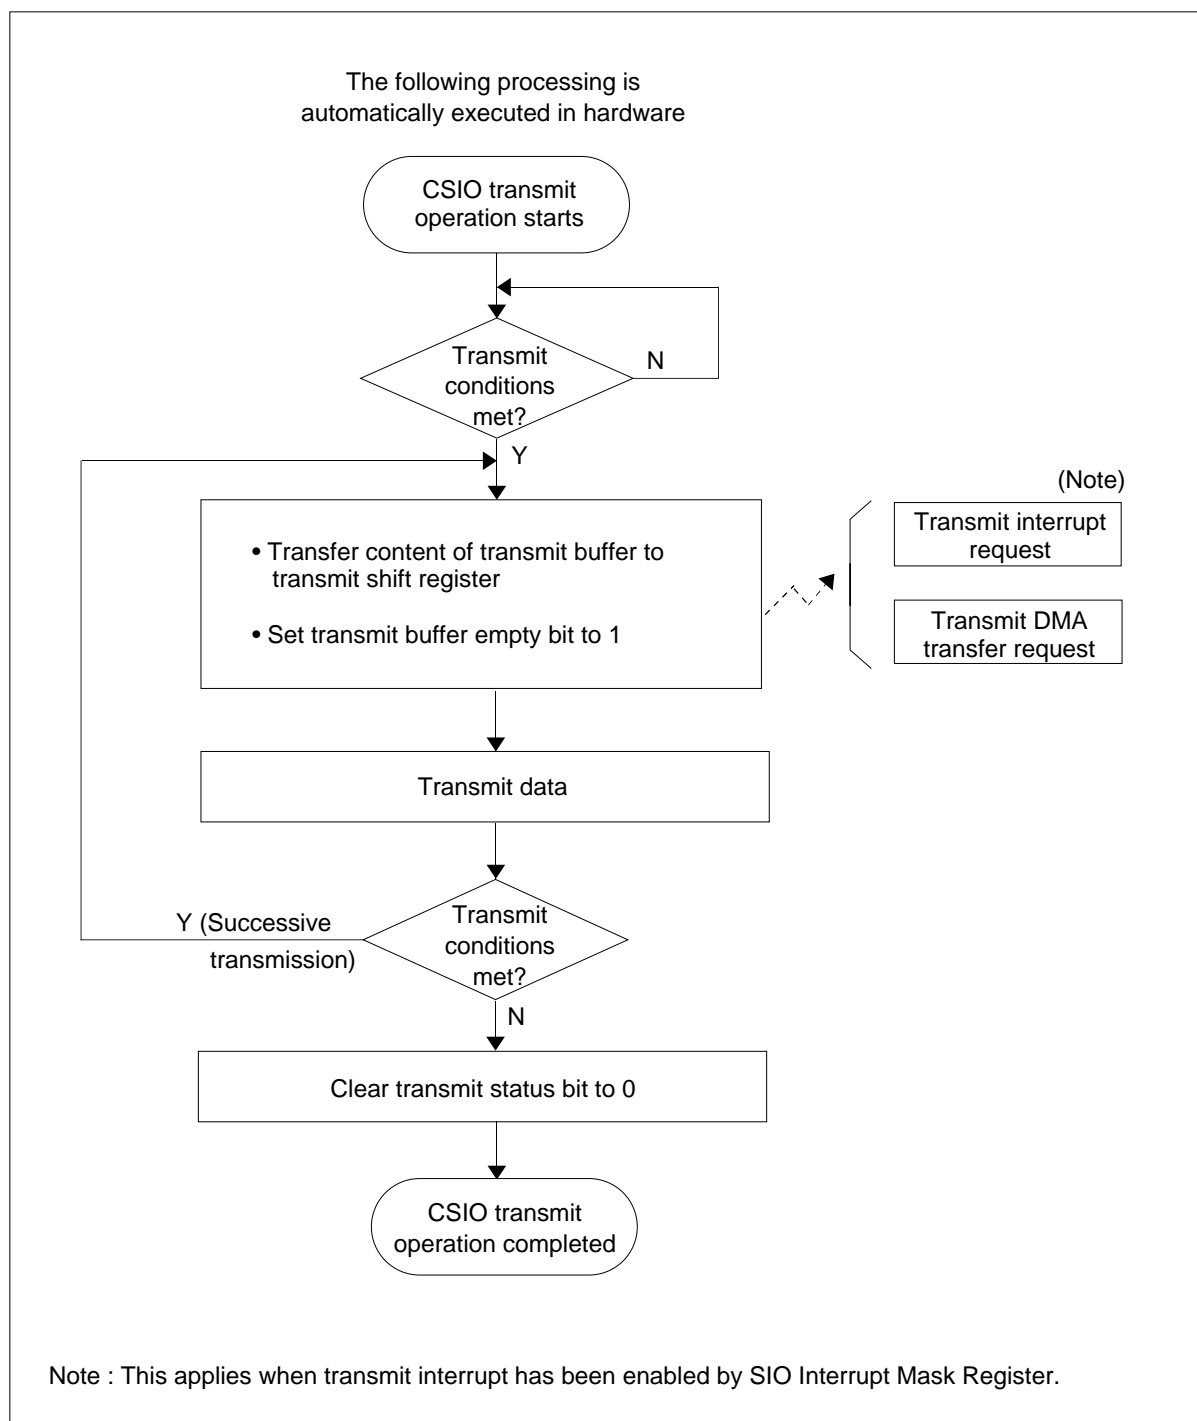 The following processing is
automatically executed in hardware
CSIO transmit
operation starts
Transmit
conditions
met?
N
Y
(Note)
• Transfer content of transmit buffer to
transmit shift register
• Set transmit buffer empty bit to 1
Transmit interrupt
request
Transmit DMA
transfer request
Transmit data
Y (Successive
transmission)
Transmit
conditions
met?
N
Clear transmit status bit to 0
CSIO transmit
operation completed
Note : This applies when transmit interrupt has been enabled by SIO Interrupt Mask Register.